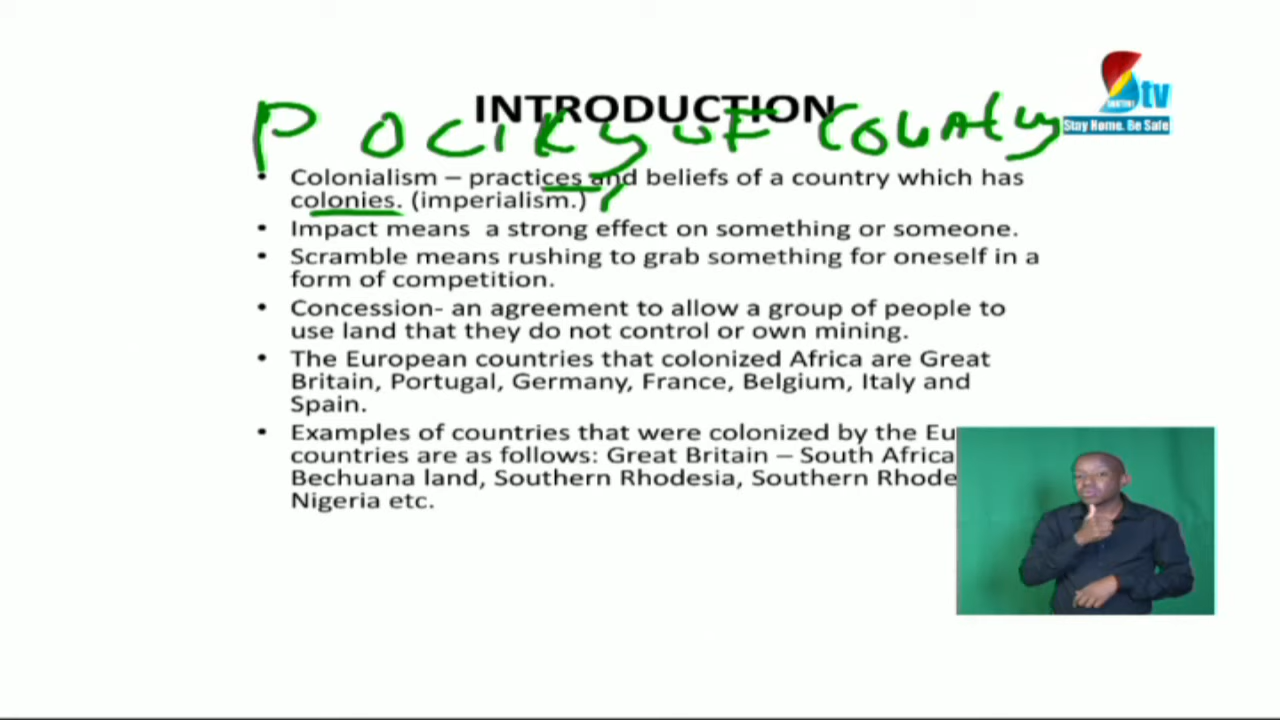 INTRODUCTION
tv
Stay Home. Be Safe
• Colonialism – practices and beliefs of a country which has
colonies. (imperialism.)
• Impact means a strong effect on something or someone.
• Scramble means rushing to grab something for oneself in a
form of competition.
• Concession- an agreement to allow a group of people to
use land that they do not control or own mining.
• The European countries that colonized Africa are Great
Britain, Portugal, Germany, France, Belgium, Italy and
Spain.
• Examples of countries that were colonized by the Eu
countries are as follows: Great Britain – South Africa
Bechuana land, Southern Rhodesia, Southern Rhode
Nigeria etc.